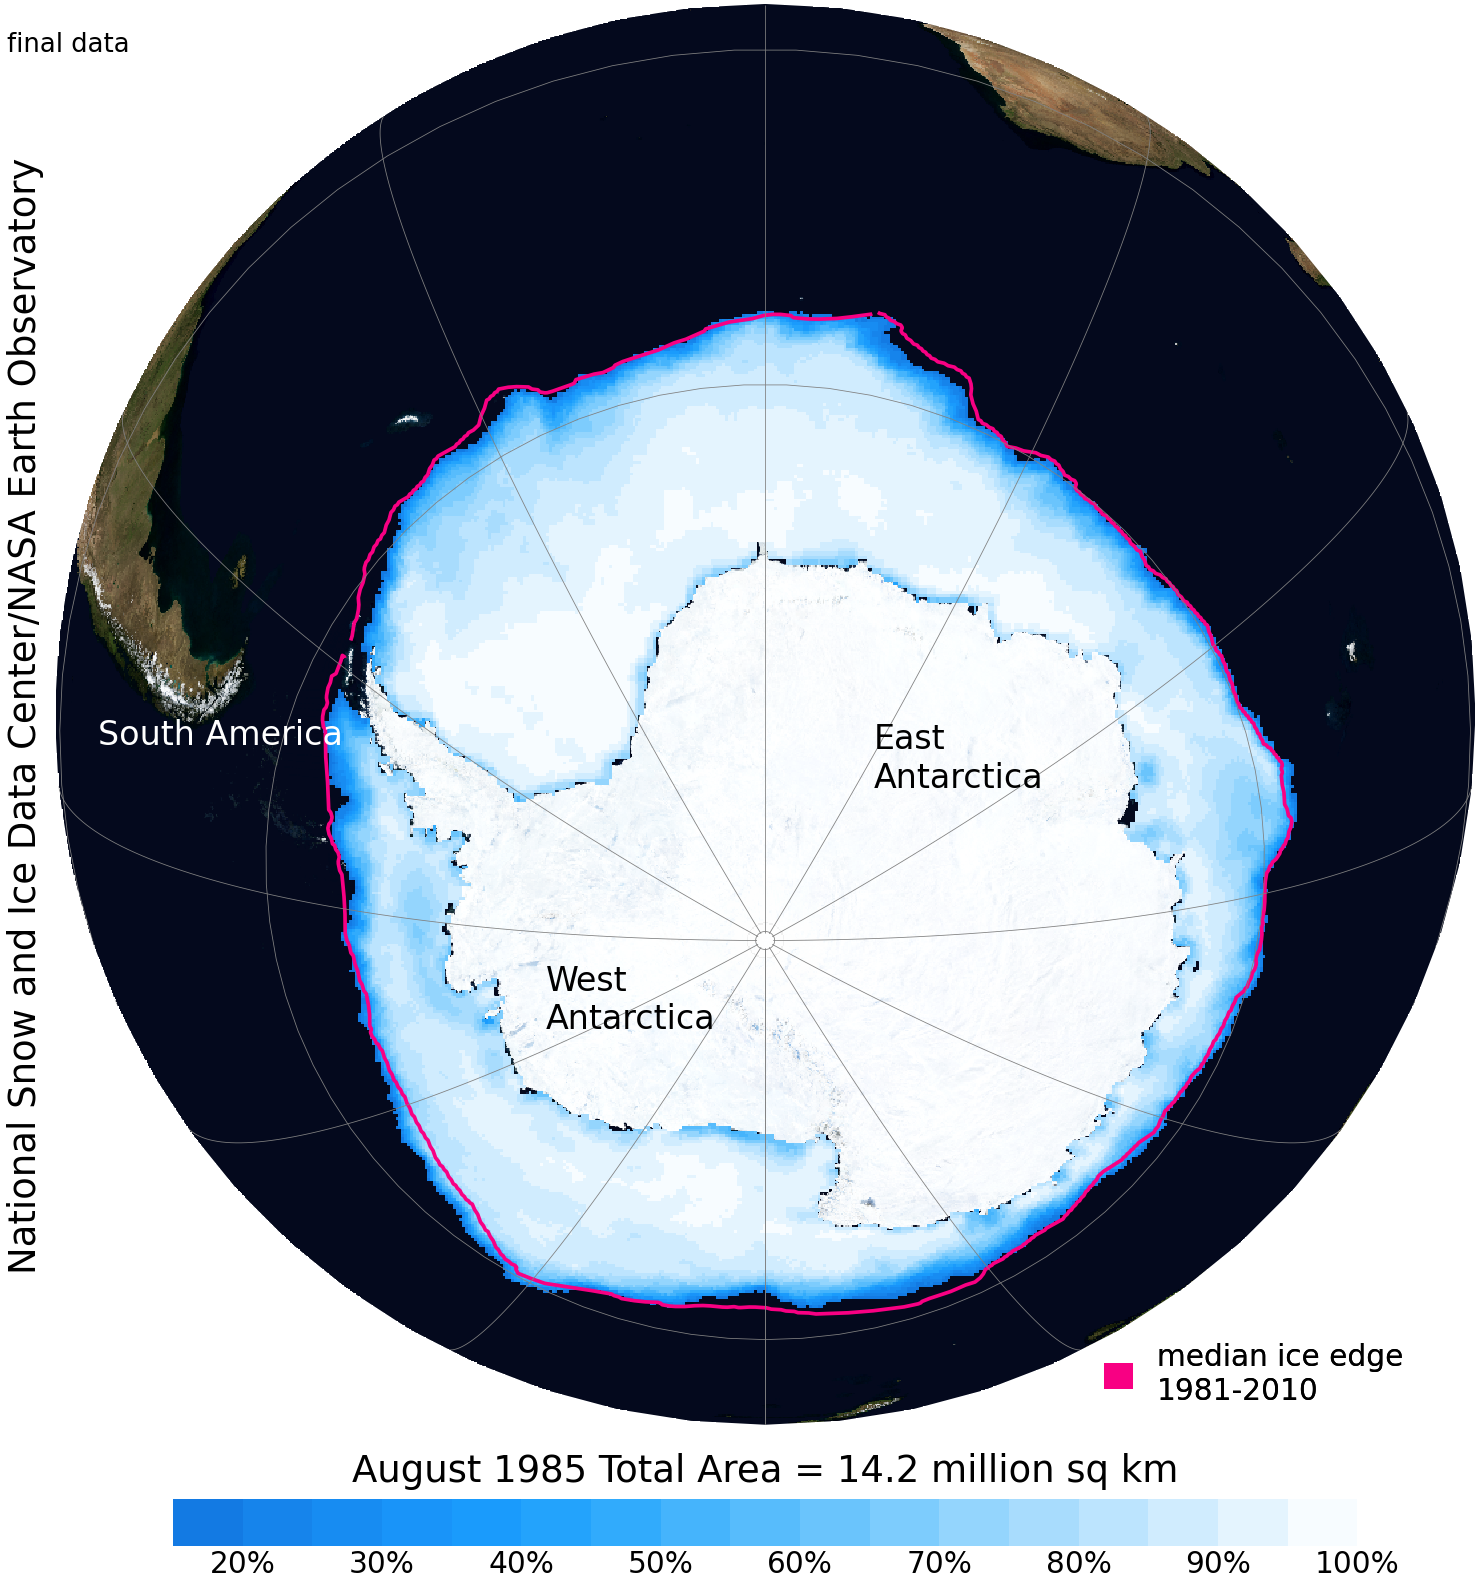 final data
National Snow and Ice Data Center/NASA Earth Observatory
South America
East
Antarctica
West
Antarctica
median ice edge
1981-2010
August 1985 Total Area = 14.2 million sq km
20% 30% 40% 50% 60% 70% 80% 90% 100%